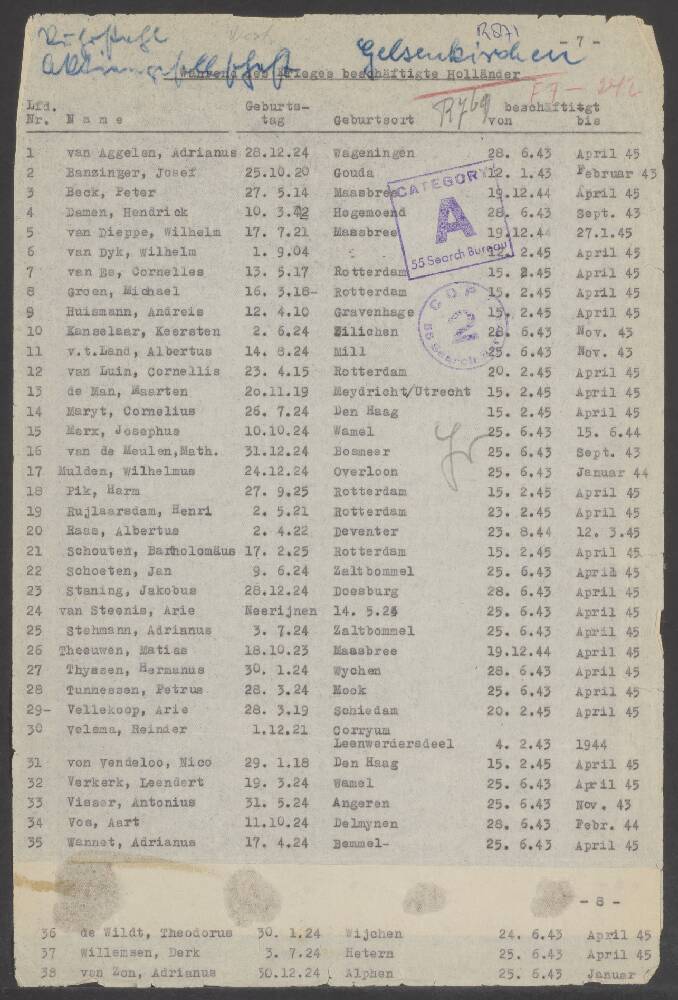 Ruhrstahl
R871
- 7 -
Aktiengesellschaft Gelsenkirchen
Während des Krieges beschäftigte Holländer
F7 - 242
R769
Lfd. Geburts- beschäftigt
Nr. Name tag Geburtsort von bis
1 van Aggelen, Adrianus 28.12.24 Wageningen 28. 6.43 April 45
2 Banzinger, Josef 25.10.20 Gouda 12. 1.43 Februar 43
3 Beck, Peter 27. 5.14 Maasbree 19.12.44 April 45
4 Damen, Hendrick 10. 3.42 Hogemoend 28. 6.43 Sept. 43
5 van Dieppe, Wilhelm 17. 7.21 Maasbree 19.12.44 27.1.45
6 van Dyk, Wilhelm 1. 9.04 12. 2.45 April 45
7 van Es, Cornelles 13. 5.17 Rotterdam 15. 2.45 April 45
8 Groen, Michael 16. 3.18- Rotterdam 15. 2.45 April 45
9 Huismann, Andreis 12. 4.10 Gravenhage 15. 2.45 April 45
10 Kanselaar, Keersten 2. 6.24 Zilichen 28. 6.43 Nov. 43
11 v.t.Land, Albertus 14. 8.24 Mill 25. 6.43 Nov. 43
12 van Luin, Cornellis 23. 4.15 Rotterdam 20. 2.45 April 45
13 de Man, Maarten 20.11.19 Meydricht/Utrecht 15. 2.45 April 45
14 Maryt, Cornelius 26. 7.24 Den Haag 15. 2.45 April 45
15 Merx, Josephus 10.10.24 Wamel 25. 6.43 15. 6.44
16 van de Meulen,Math. 31.12.24 Bosmeer 25. 6.43 Sept. 43
17 Mulden, Wilhelmus 24.12.24 Overloon 25. 6.43 Januar 44
18 Pik, Harm 27. 9.25 Rotterdam 15. 2.45 April 45
19 Rujlaarsdam, Henri 2. 5.21 Rotterdam 23. 2.45 April 45
20 Raas, Albertus 2. 4.22 Deventer 23. 8.44 12. 3.45
21 Schouten, Bartholomäus 17. 2.25 Rotterdam 15. 2.45 April 45
22 Schoeten, Jan 9. 6.24 Zaltbommel 25. 6.43 April 45
23 Staning, Jakobus 28.12.24 Doesburg 28. 6.43 April 45
24 van Steenis, Arie Neerijnen 14. 5.24 25. 6.43 April 45
25 Stehmann, Adrianus 3. 7.24 Zaltbommel 25. 6.43 April 45
26 Theeuwen, Matias 18.10.23 Maasbree 19.12.44 April 45
27 Thyssen, Hermanus 30. 1.24 Wychen 28. 6.43 April 45
28 Tunnessen, Petrus 28. 3.24 Mook 25. 6.43 April 45
29- Vellekoop, Arie 28. 3.19 Schiedam 20. 2.45 April 45
30 Velema, Reinder 1.12.21 Corryum
Leenwerdersdeel 4. 2.43 1944
31 von Vendeloo, Nico 29. 1.18 Den Haag 15. 2.45 April 45
32 Verkerk, Leendert 19. 3.24 Wamel 25. 6.43 April 45
33 Visser, Antonius 31. 5.24 Angeren 25. 6.43 Nov. 43
34 Vos, Aart 11.10.24 Delmynen 28. 6.43 Febr. 44
35 Wannet, Adrianus 17. 4.24 Bemmel- 25. 6.43 April 45
CATEGORY
A
55 Search Bureau
2
- 8 -
36 de Wildt, Theodorus 30. 1.24 Wijchen 24. 6.43 April 45
37 Willemsen, Derk 3. 7.24 Hetern 25. 6.43 April 45
38 van Zon, Adrianus 30.12.24 Alphen 25. 6.43 Januar